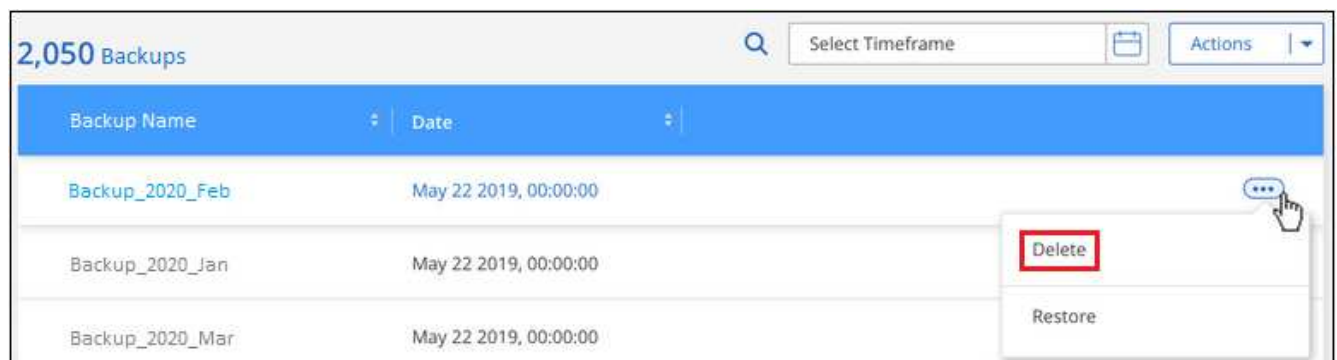 2,050 Backups Select Timeframe Actions
Backup Name Date
Backup_2020_Feb May 22 2019, 00:00:00
Delete
Backup_2020_Jan May 22 2019, 00:00:00
Restore
Backup_2020_Mar May 22 2019, 00:00:00